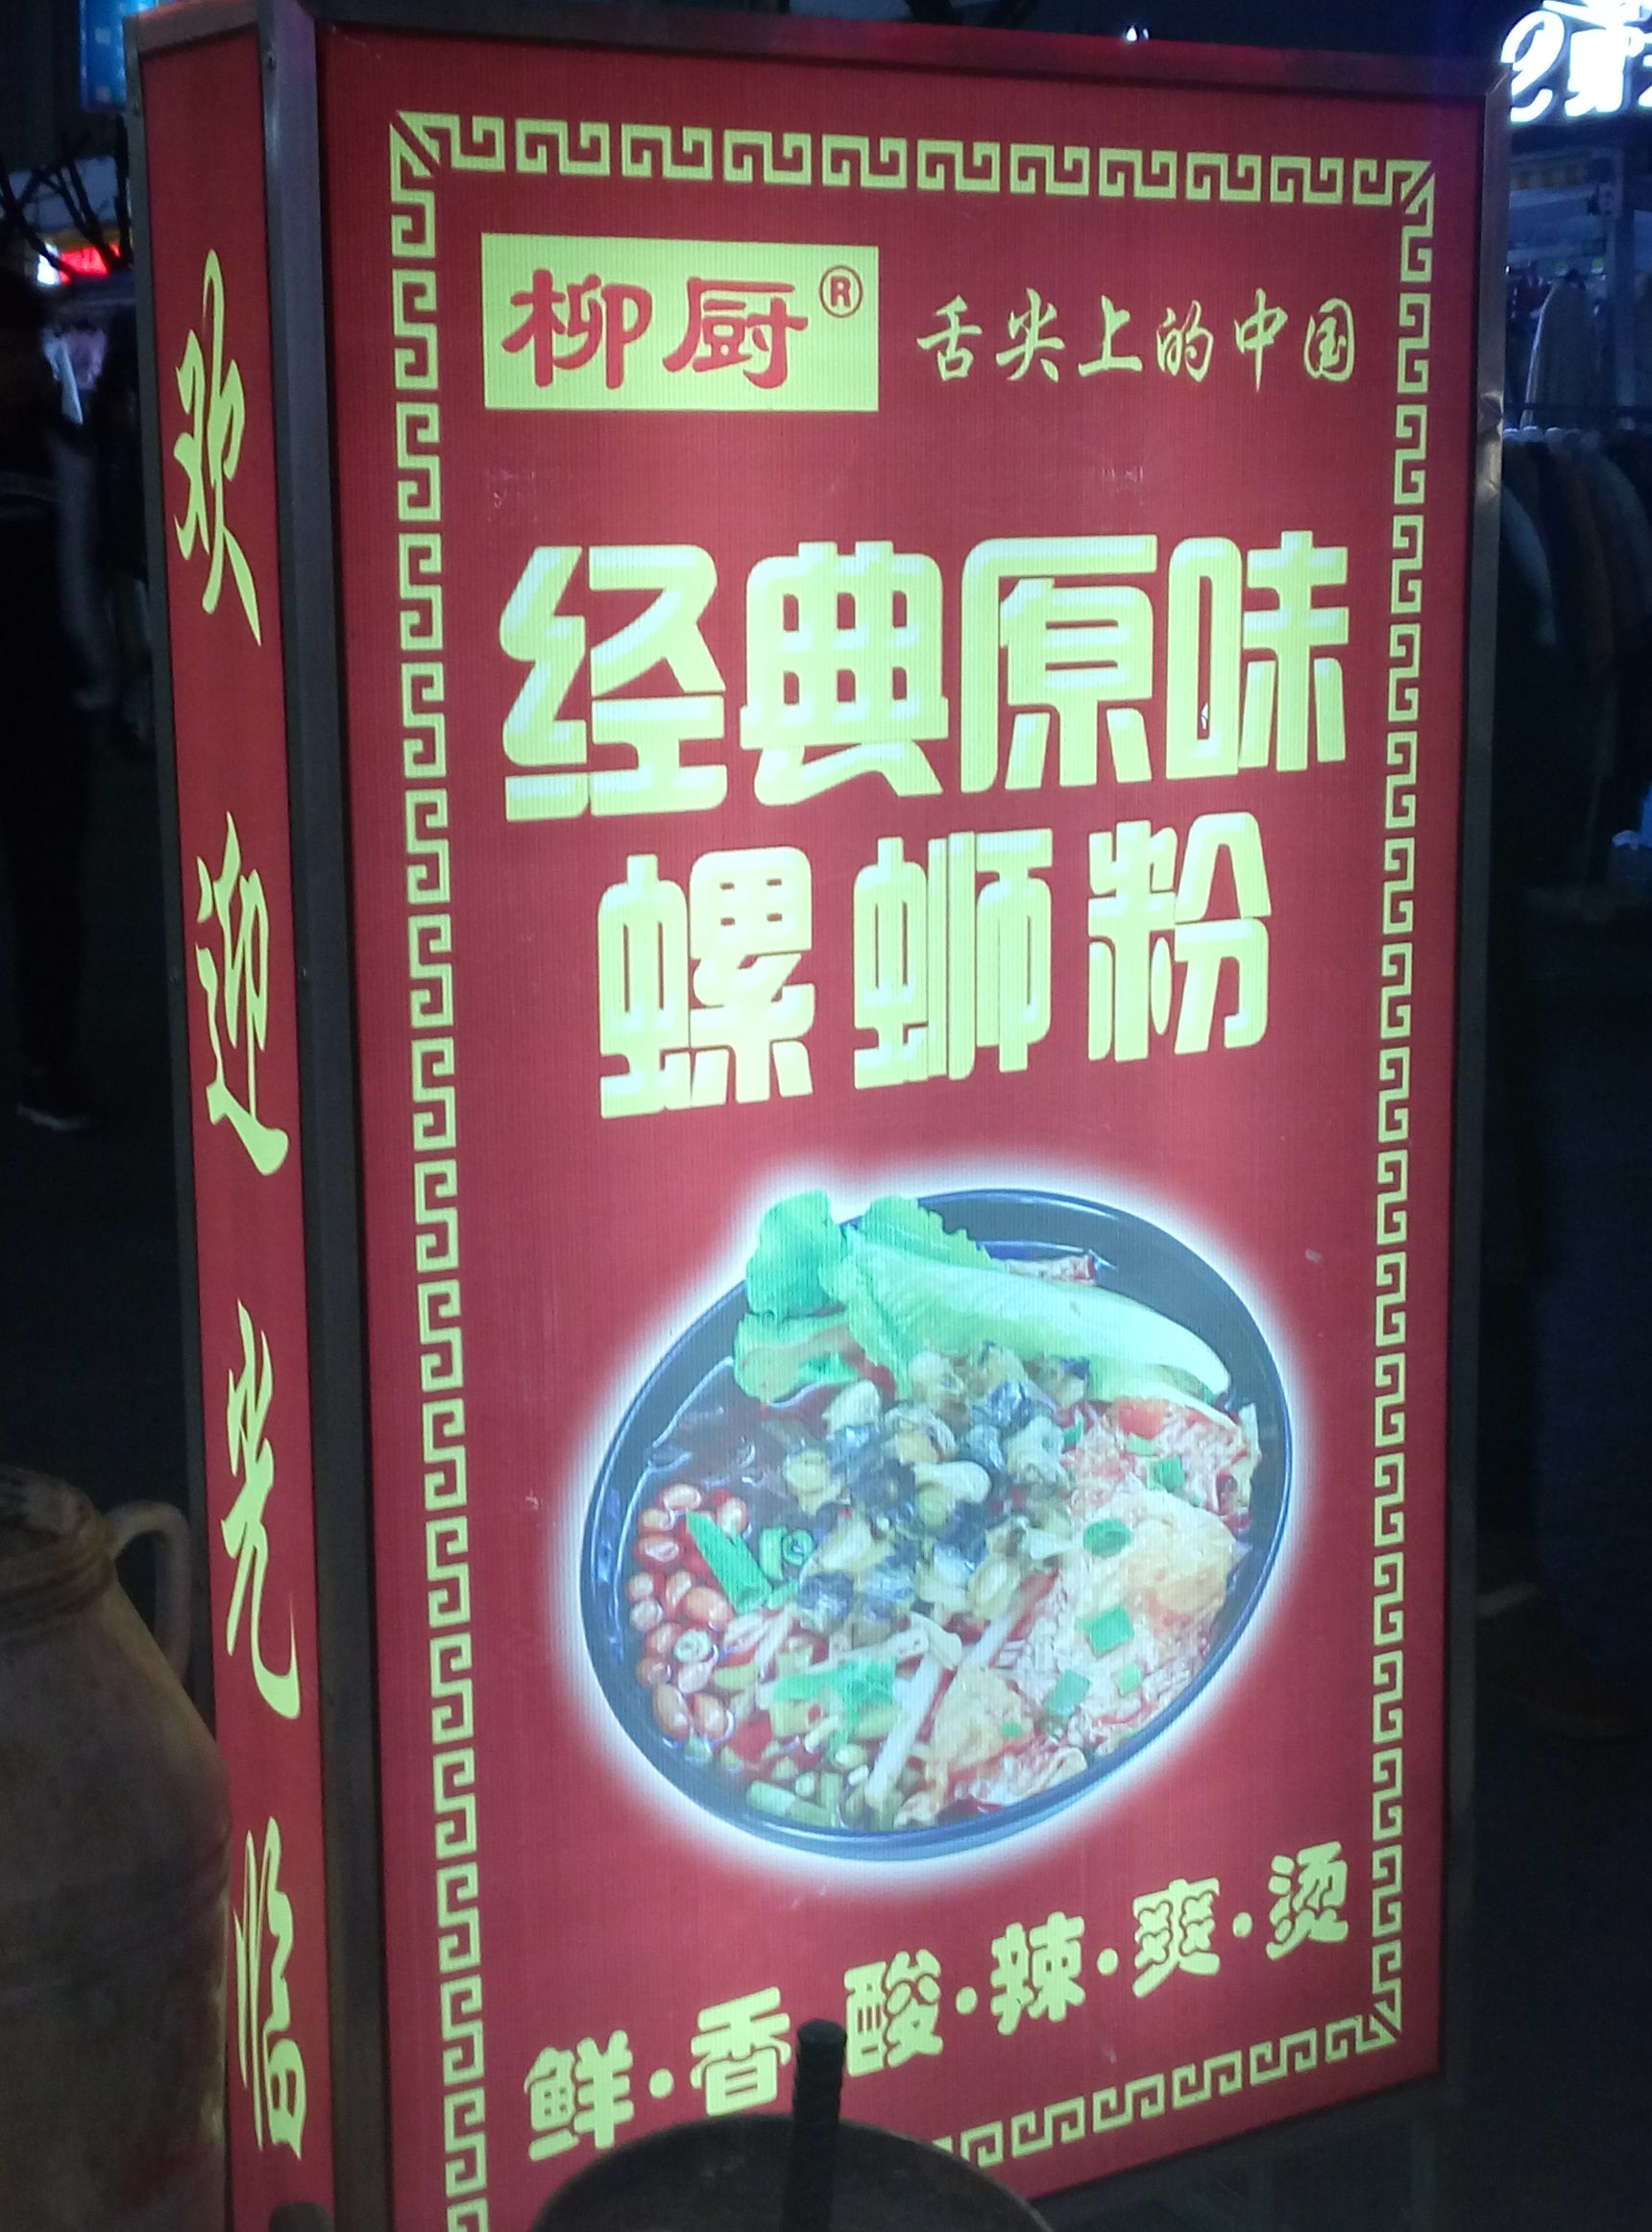 柳厨®
舌尖上的中国
经典原味
螺蛳粉
鲜·香·酸·辣·爽·烫
欢迎光临